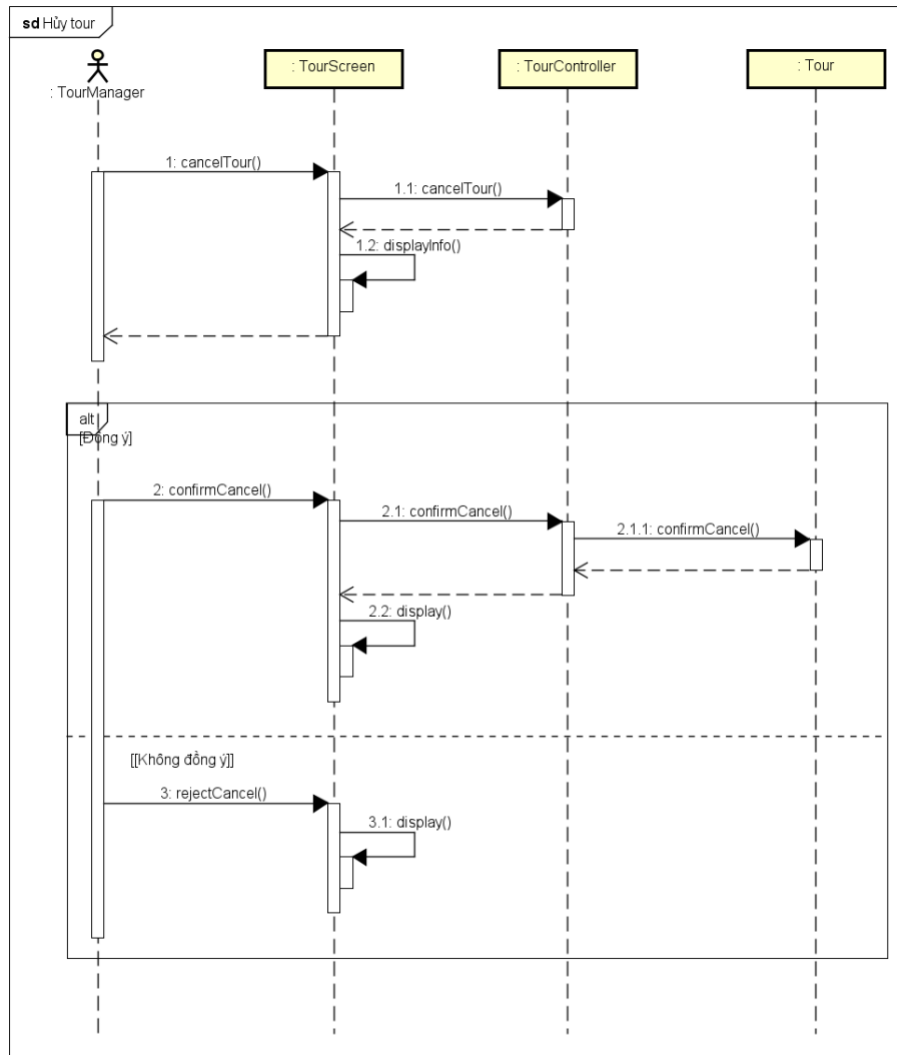 sd Hủy tour
: TourManager
: TourScreen
: TourController
: Tour
1: cancelTour()
1.1: cancelTour()
1.2: displayInfo()
alt
[Đồng ý]
2: confirmCancel()
2.1: confirmCancel()
2.1.1: confirmCancel()
2.2: display()
[[Không đồng ý]]
3: rejectCancel()
3.1: display()